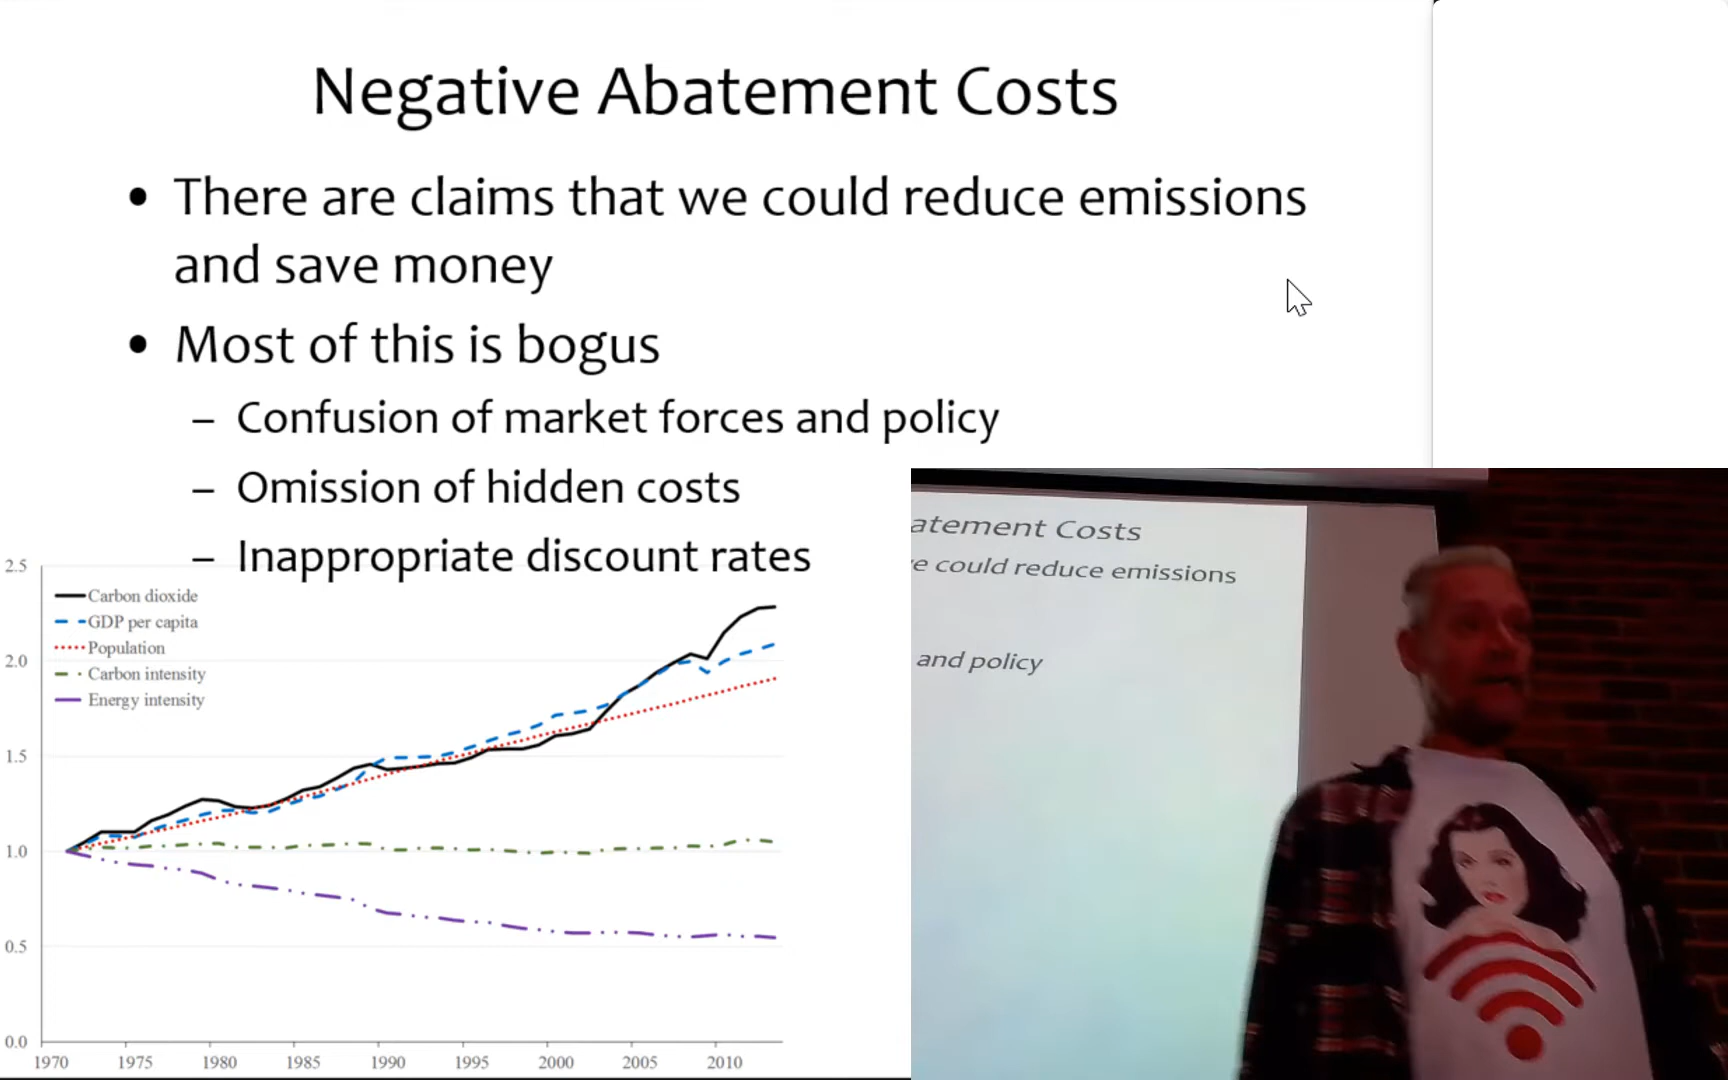 Negative Abatement Costs
• There are claims that we could reduce emissions
and save money
• Most of this is bogus
– Confusion of market forces and policy
– Omission of hidden costs
– Inappropriate discount rates
2.5
2.0
1.5
1.0
0.5
0.0
Carbon dioxide
GDP per capita
Population
Carbon intensity
Energy intensity
1970 1975 1980 1985 1990 1995 2000 2005 2010
atement Costs
e could reduce emissions
and policy